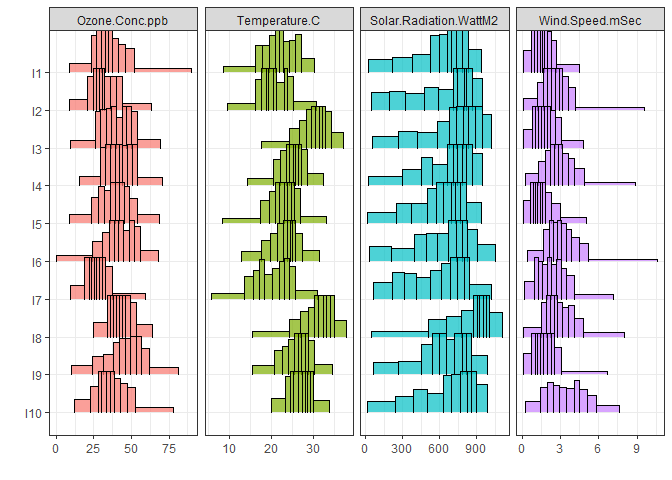 Ozone.Conc.ppb Temperature.C Solar.Radiation.WattM2 Wind.Speed.mSec
I1
I2
I3
I4
I5
I6
I7
I8
I9
I10
0 25 50 75 10 20 30 0 300 600 900 0 3 6 9